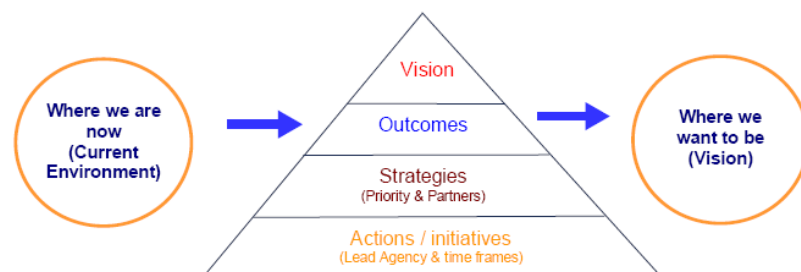 Where we are
now
(Current
Environment)
Vision
Outcomes
Strategies
(Priority & Partners)
Actions / initiatives
(Lead Agency & time frames)
Where we
want to be
(Vision)